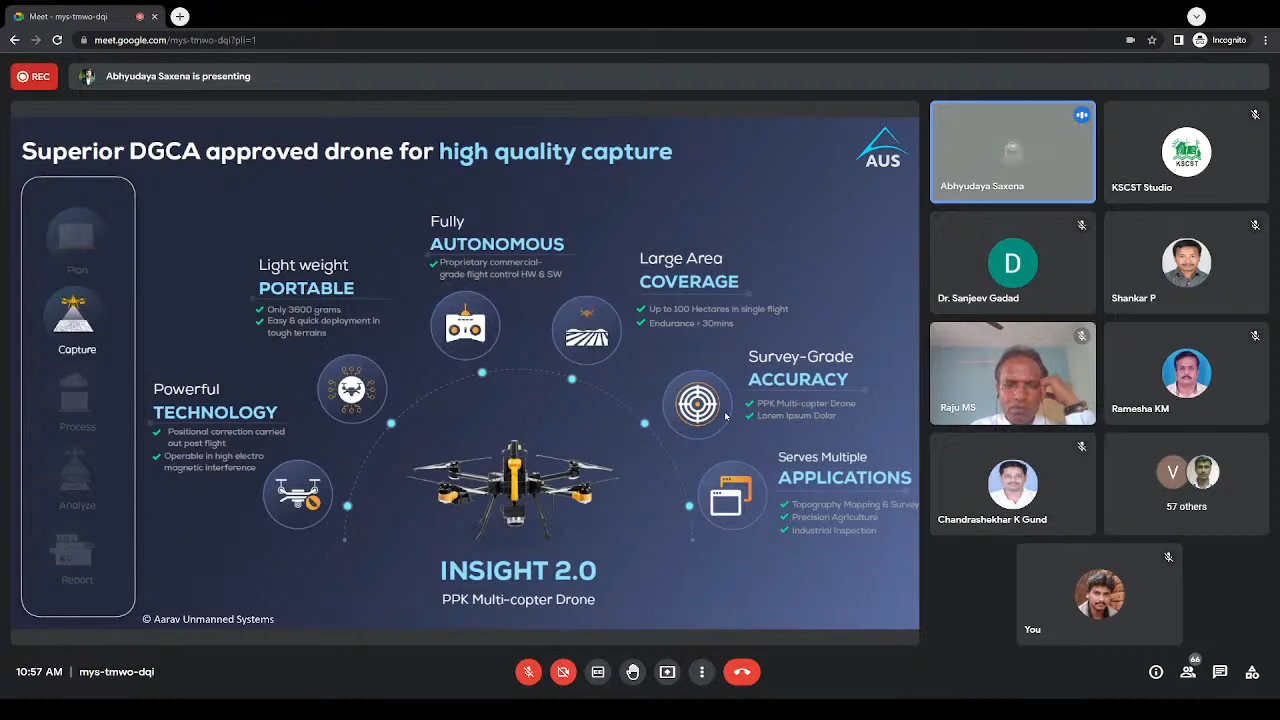 Meet - mys-tmwo-dqi
meet.google.com/mys-tmwo-dqi?pli=1
Incognito
REC
Abhyudaya Saxena is presenting
Superior DGCA approved drone for high quality capture
AUS
Plan
Capture
Process
Analyze
Report
Powerful
TECHNOLOGY
Positional correction carried
out post flight
Operable in high electro
magnetic interference
Light weight
PORTABLE
Only 3600 grams
Easy & quick deployment in
tough terrains
Fully
AUTONOMOUS
Proprietary commercial-
grade flight control HW & SW
Large Area
COVERAGE
Up to 100 Hectares in single flight
Endurance > 30mins
Survey-Grade
ACCURACY
PPK Multi-copter Drone
Lorem Ipsum Dolor
Serves Multiple
APPLICATIONS
Topography Mapping & Survey
Precision Agriculture
Industrial Inspection
INSIGHT 2.0
PPK Multi-copter Drone
© Aarav Unmanned Systems
Abhyudaya Saxena
KSCST
KSCST Studio
D
Dr. Sanjeev Gadad
Shankar P
Raju MS
Ramesha KM
Chandrashekhar K Gund
V
57 others
You
10:57 AM | mys-tmwo-dqi
66